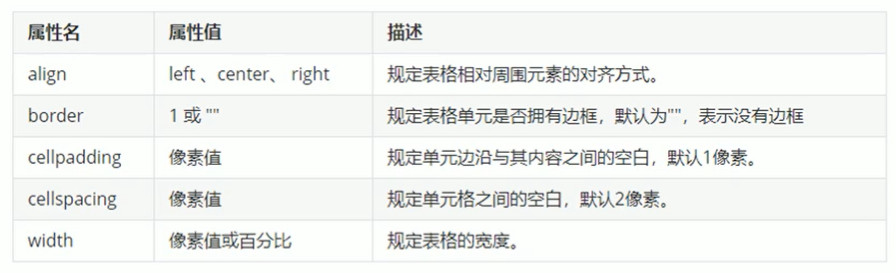 属性名 属性值 描述
align left 、center、 right 规定表格相对周围元素的对齐方式。
border 1 或 "" 规定表格单元是否拥有边框，默认为""，表示没有边框
cellpadding 像素值 规定单元边沿与其内容之间的空白，默认1像素。
cellspacing 像素值 规定单元格之间的空白，默认2像素。
width 像素值或百分比 规定表格的宽度。